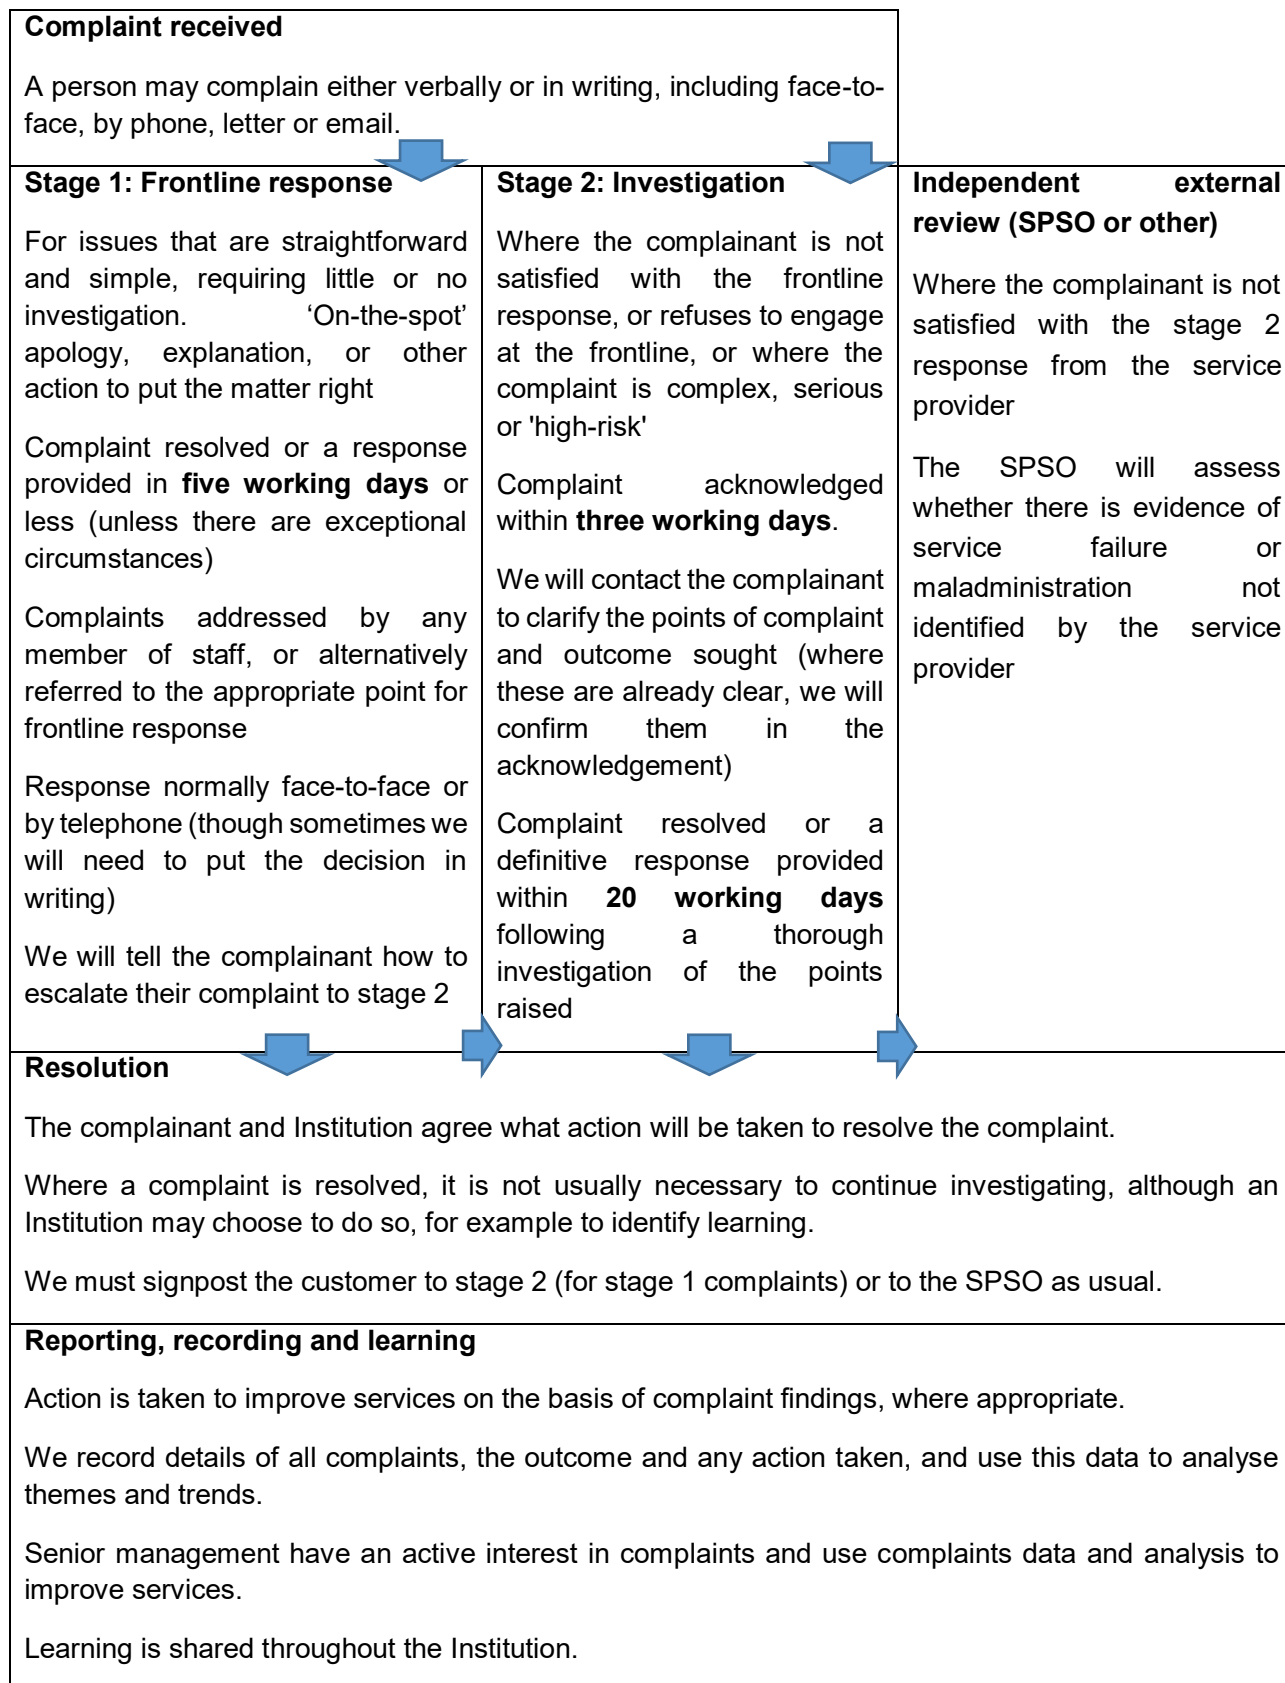 Complaint received
A person may complain either verbally or in writing, including face-to-
face, by phone, letter or email.
Stage 1: Frontline response
For issues that are straightforward
and simple, requiring little or no
investigation. ‘On-the-spot’
apology, explanation, or other
action to put the matter right
Complaint resolved or a response
provided in five working days or
less (unless there are exceptional
circumstances)
Complaints addressed by any
member of staff, or alternatively
referred to the appropriate point for
frontline response
Response normally face-to-face or
by telephone (though sometimes we
will need to put the decision in
writing)
We will tell the complainant how to
escalate their complaint to stage 2
Stage 2: Investigation
Where the complainant is not
satisfied with the frontline
response, or refuses to engage
at the frontline, or where the
complaint is complex, serious
or 'high-risk'
Complaint acknowledged
within three working days.
We will contact the complainant
to clarify the points of complaint
and outcome sought (where
these are already clear, we will
confirm them in the
acknowledgement)
Complaint resolved or a
definitive response provided
within 20 working days
following a thorough
investigation of the points
raised
Independent external
review (SPSO or other)
Where the complainant is not
satisfied with the stage 2
response from the service
provider
The SPSO will assess
whether there is evidence of
service failure or
maladministration not
identified by the service
provider
Resolution
The complainant and Institution agree what action will be taken to resolve the complaint.
Where a complaint is resolved, it is not usually necessary to continue investigating, although an
Institution may choose to do so, for example to identify learning.
We must signpost the customer to stage 2 (for stage 1 complaints) or to the SPSO as usual.
Reporting, recording and learning
Action is taken to improve services on the basis of complaint findings, where appropriate.
We record details of all complaints, the outcome and any action taken, and use this data to analyse
themes and trends.
Senior management have an active interest in complaints and use complaints data and analysis to
improve services.
Learning is shared throughout the Institution.